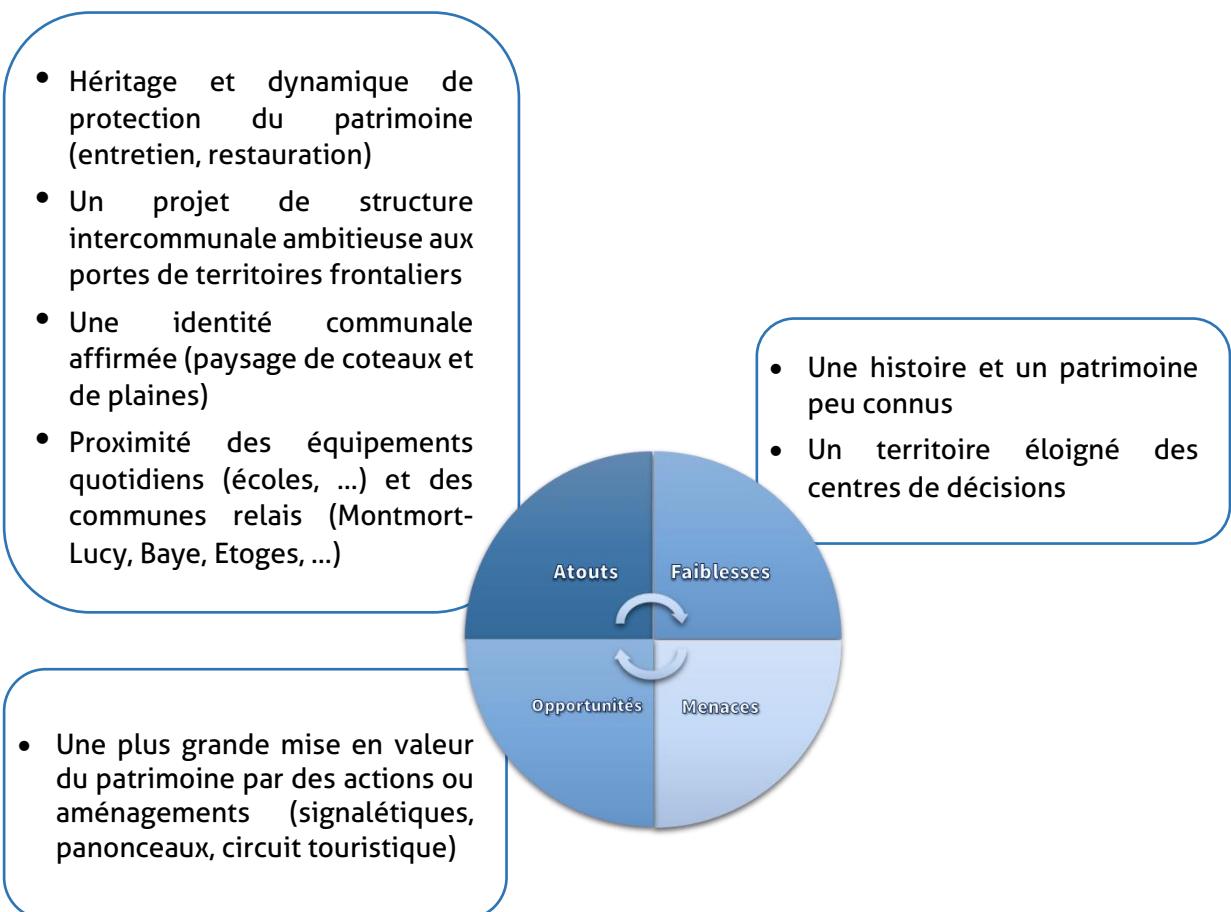 • Héritage et dynamique de
protection du patrimoine
(entretien, restauration)
• Un projet de structure
intercommunale ambitieuse aux
portes de territoires frontaliers
• Une identité communale
affirmée (paysage de coteaux et
de plaines)
• Proximité des équipements
quotidiens (écoles, ...) et des
communes relais (Montmort-
Lucy, Baye, Etoges, ...)
• Une histoire et un patrimoine
peu connus
• Un territoire éloigné des
centres de décisions
Atouts
Faiblesses
Opportunités
Menaces
• Une plus grande mise en valeur
du patrimoine par des actions ou
aménagements (signalétiques,
panonceaux, circuit touristique)